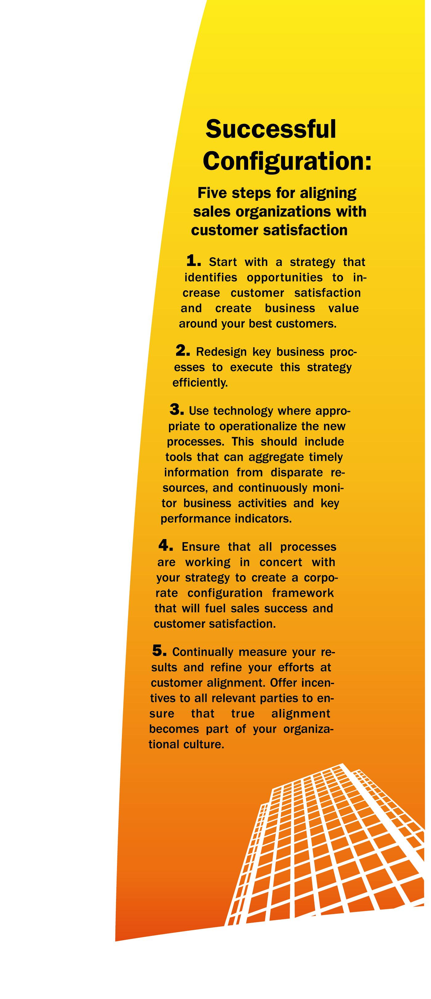 Successful
Configuration:
Five steps for aligning
sales organizations with
customer satisfaction
1. Start with a strategy that
identifies opportunities to in-
crease customer satisfaction
and create business value
around your best customers.
2. Redesign key business proc-
esses to execute this strategy
efficiently.
3. Use technology where appro-
priate to operationalize the new
processes. This should include
tools that can aggregate timely
information from disparate re-
sources, and continuously moni-
tor business activities and key
performance indicators.
4. Ensure that all processes
are working in concert with
your strategy to create a corpo-
rate configuration framework
that will fuel sales success and
customer satisfaction.
5. Continually measure your re-
sults and refine your efforts at
customer alignment. Offer incen-
tives to all relevant parties to en-
sure that true alignment
becomes part of your organiza-
tional culture.